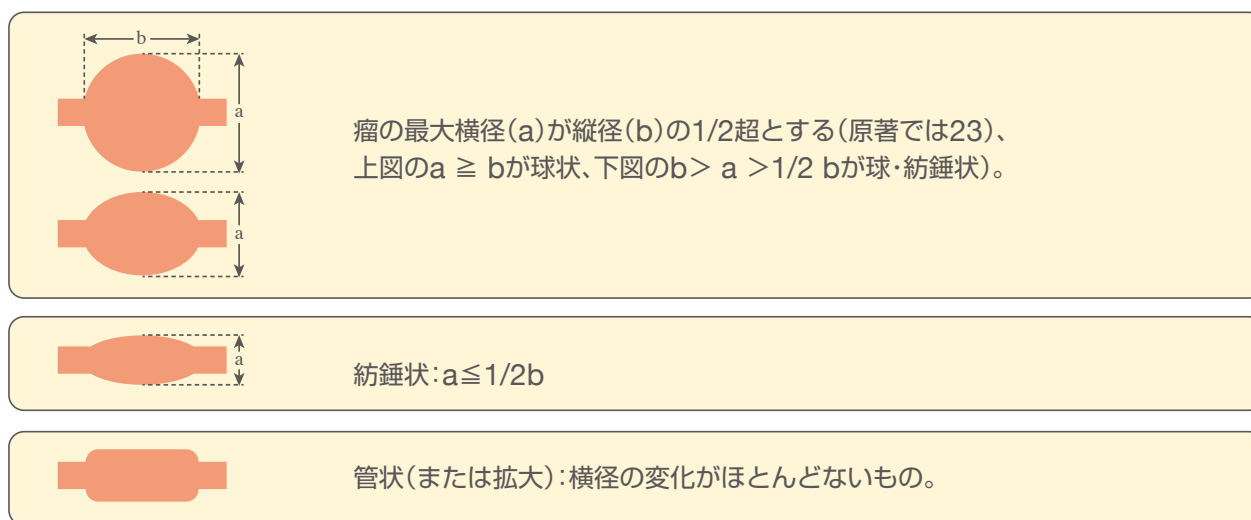 b
a
瘤の最大横径(a)が縦径(b)の1/2超とする(原著では23)、
上図のa ≧ bが球状、下図のb> a >1/2 bが球・紡錘状)。
a
a
紡錘状:a≦1/2b
管状(または拡大):横径の変化がほとんどないもの。